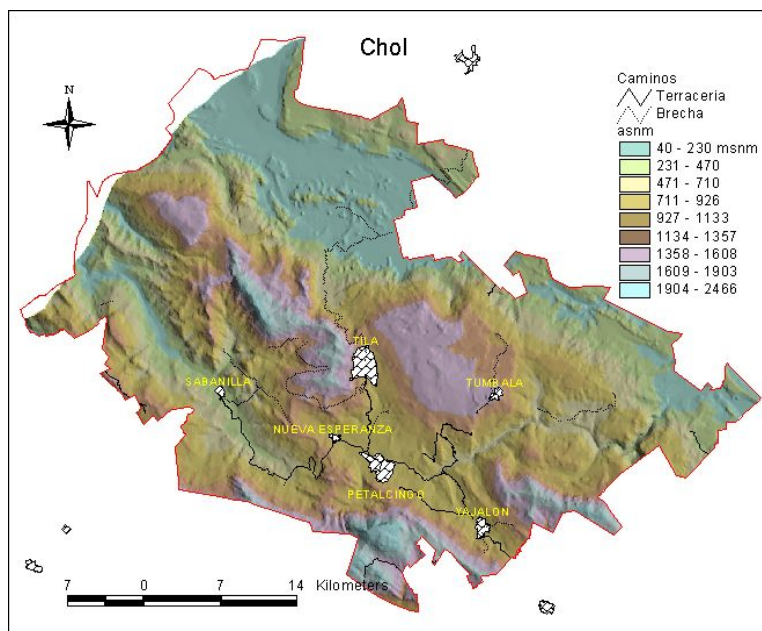 Chol
N
Caminos
Terraceria
Brecha
asnm
40 - 230 msnm
231 - 470
471 - 710
711 - 926
927 - 1133
1134 - 1357
1358 - 1608
1609 - 1903
1904 - 2466
TILA
SABANILLA
TUMBALA
NUEVA ESPERANZA
PETALCINGO
YAJALON
7 0 7 14 Kilometers